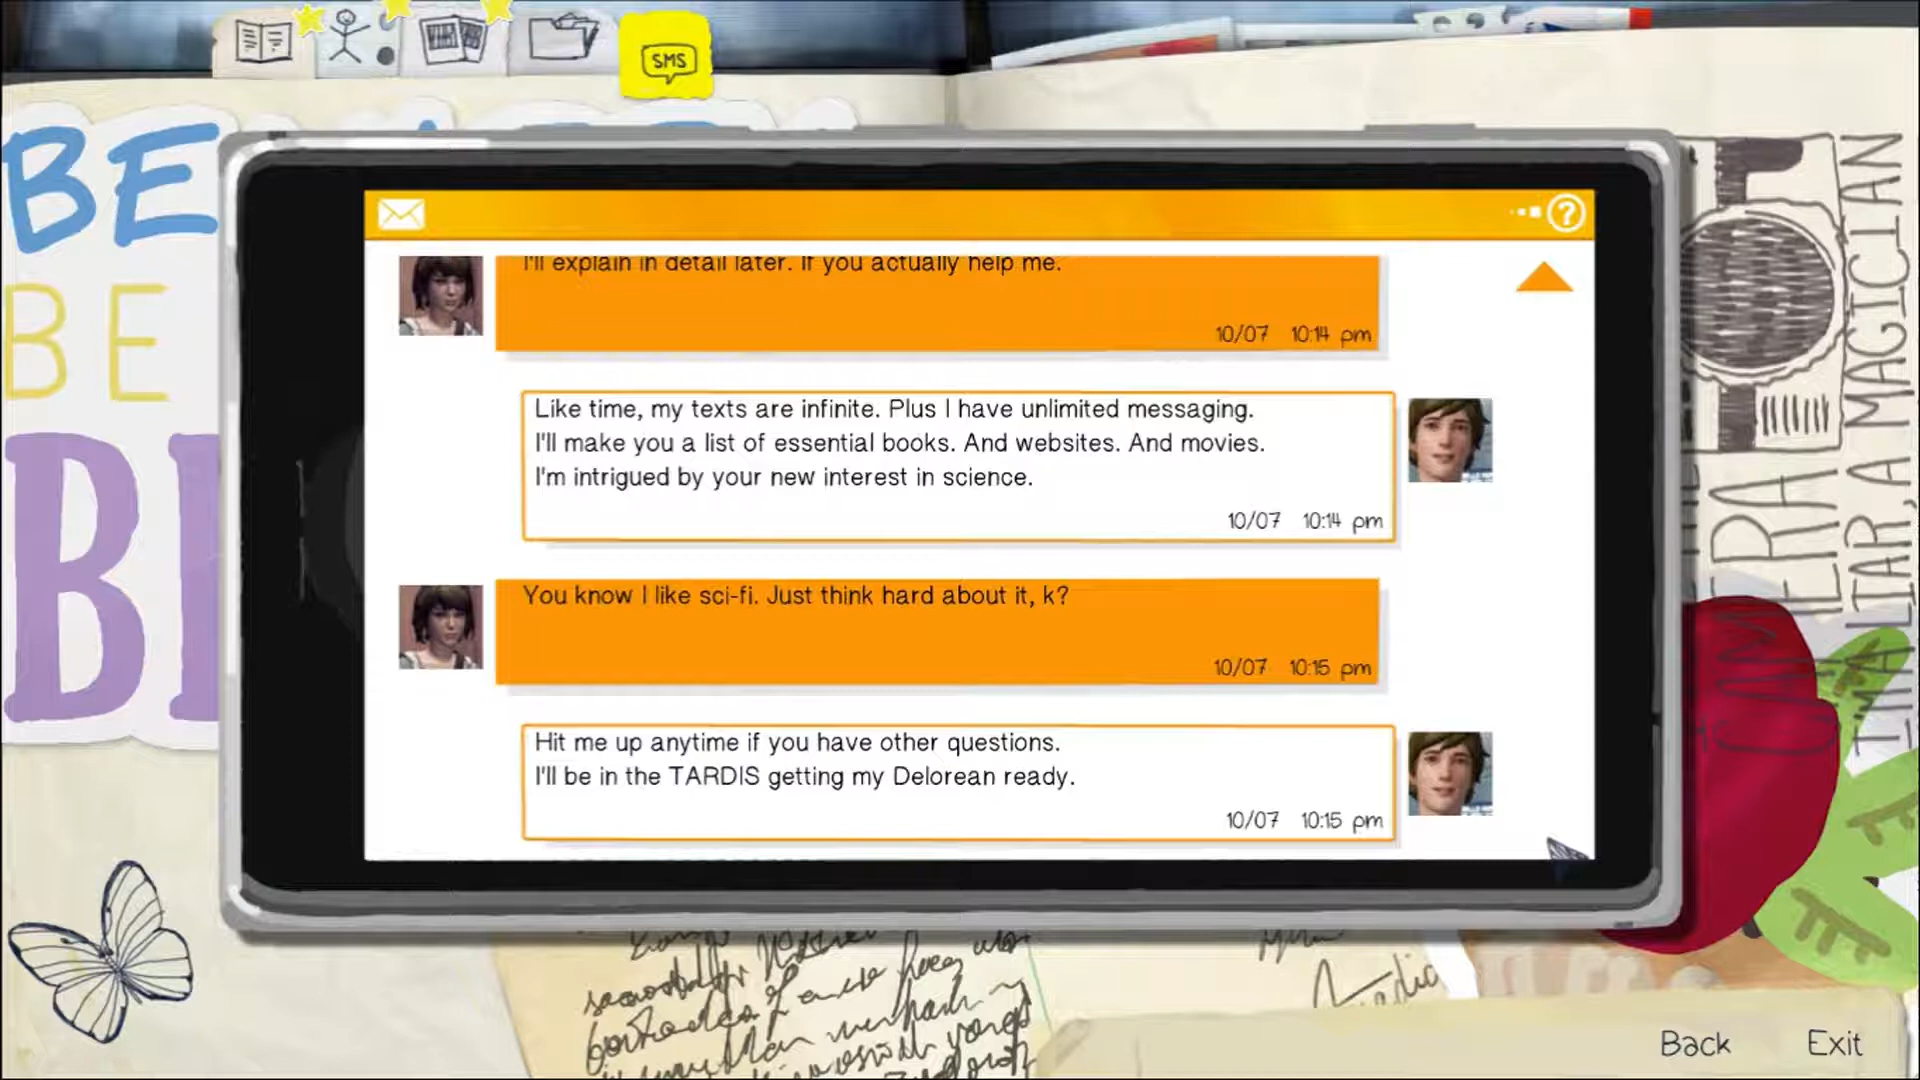 SMS
BE
BE
I'll explain in detail later. If you actually help me.
10/07 10:14 pm
Like time, my texts are infinite. Plus I have unlimited messaging.
I'll make you a list of essential books. And websites. And movies.
I'm intrigued by your new interest in science.
10/07 10:14 pm
You know I like sci-fi. Just think hard about it, k?
10/07 10:15 pm
Hit me up anytime if you have other questions.
I'll be in the TARDIS getting my Delorean ready.
10/07 10:15 pm
LIAR, A MAGICIAN
Back Exit